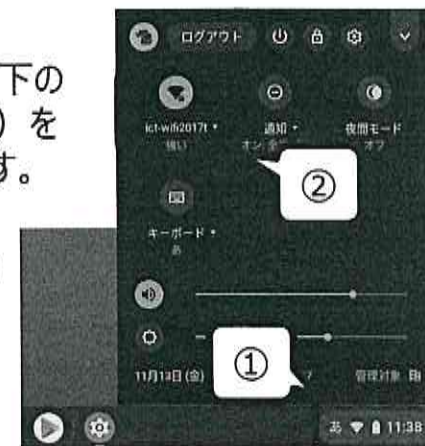 下の
）を
す。
ログアウト
ict-wifi2017t
強い
通知
オン
夜間モード
オフ
②
キーボード
あ
①
11月13日(金)
管理対象
あ 11:38